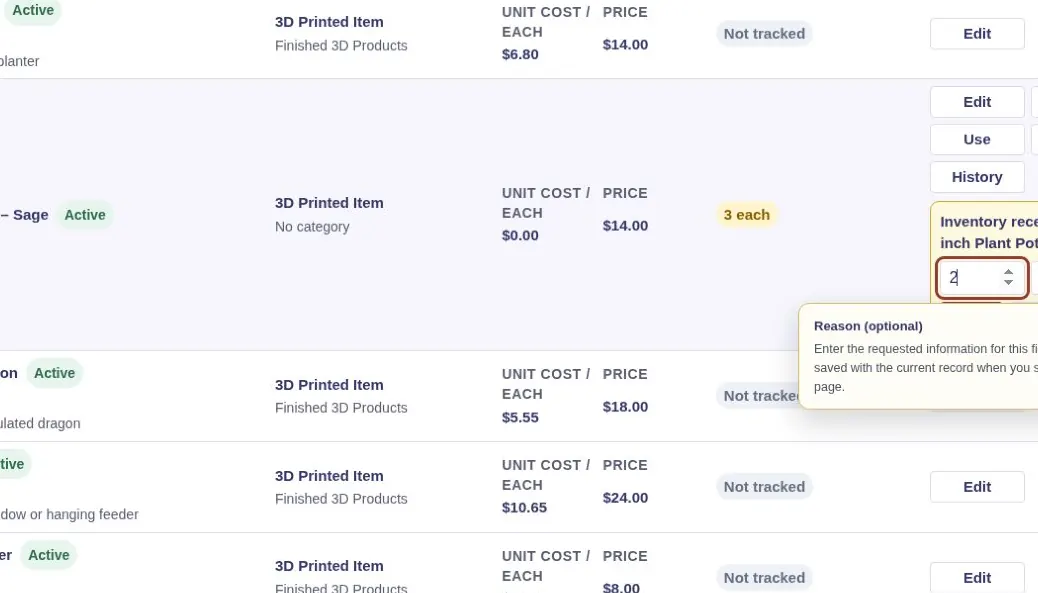 Active
planter
3D Printed Item
Finished 3D Products
UNIT COST / EACH
$6.80
PRICE
$14.00
Not tracked
Edit
– Sage Active
3D Printed Item
No category
UNIT COST / EACH
$0.00
PRICE
$14.00
3 each
Edit
Use
History
Inventory rece
inch Plant Pot
2
Reason (optional)
Enter the requested information for this fi
saved with the current record when you s
page.
on Active
ulated dragon
3D Printed Item
Finished 3D Products
UNIT COST / EACH
$5.55
PRICE
$18.00
Not tracke
tive
dow or hanging feeder
3D Printed Item
Finished 3D Products
UNIT COST / EACH
$10.65
PRICE
$24.00
Not tracked
Edit
er Active
3D Printed Item
Finished 3D Products
UNIT COST / EACH
PRICE
$8.00
Not tracked
Edit